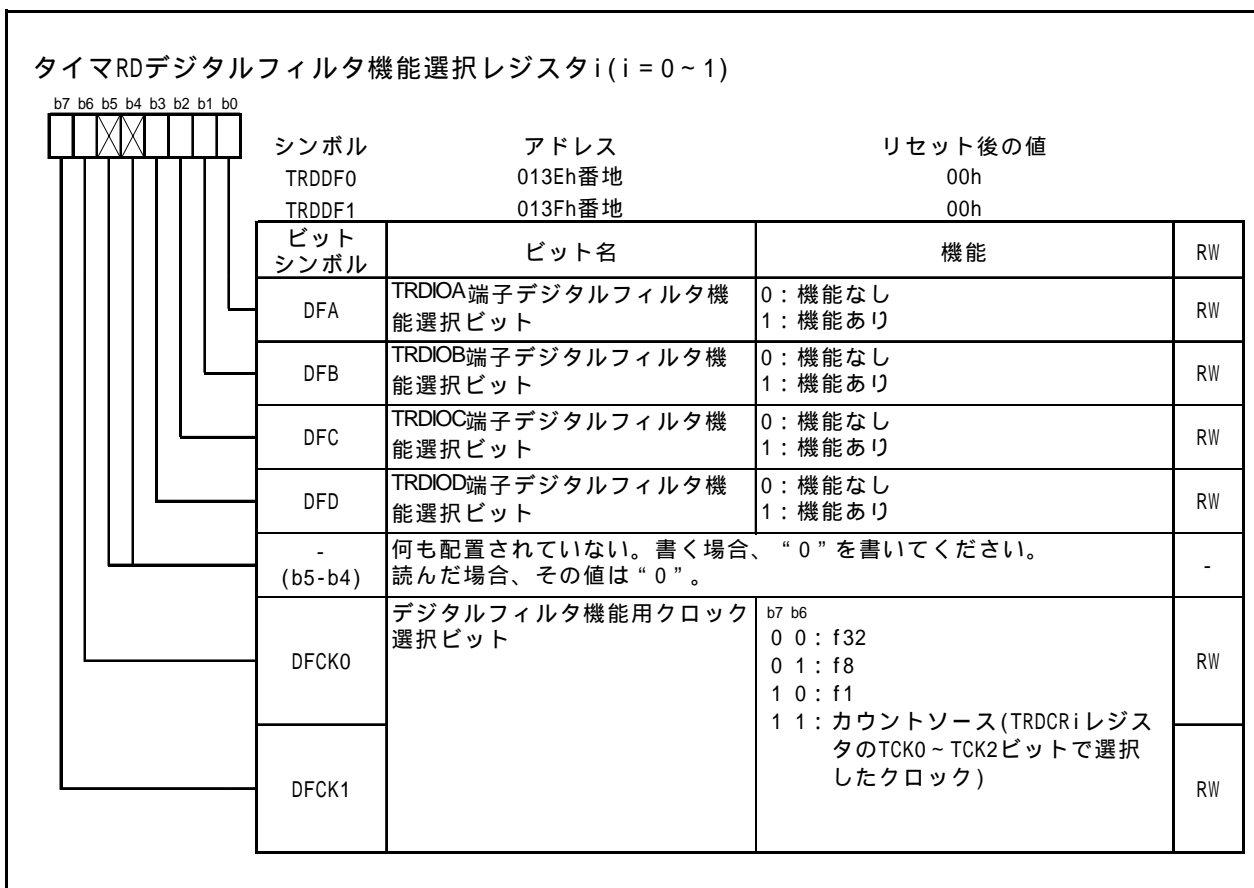 タイマRDデジタルフィルタ機能選択レジスタi(i=0~1)
b7 b6 b5 b4 b3 b2 b1 b0
シンボル アドレス リセット後の値
TRDDF0 013Eh番地 00h
TRDDF1 013Fh番地 00h
ビット
シンボル
ビット名
機能
RW
DFA
TRDIOA端子デジタルフィルタ機
能選択ビット
0:機能なし
1:機能あり
RW
DFB
TRDIOB端子デジタルフィルタ機
能選択ビット
0:機能なし
1:機能あり
RW
DFC
TRDIOC端子デジタルフィルタ機
能選択ビット
0:機能なし
1:機能あり
RW
DFD
TRDIOD端子デジタルフィルタ機
能選択ビット
0:機能なし
1:機能あり
RW
-
(b5-b4)
何も配置されていない。書く場合、“0”を書いてください。
読んだ場合、その値は“0”。
-
DFCK0
デジタルフィルタ機能用クロック
選択ビット
b7 b6
0 0:f32
0 1:f8
1 0:f1
1 1:カウントソース(TRDCRiレジス
タのTCK0~TCK2ビットで選択
したクロック)
RW
DFCK1
RW